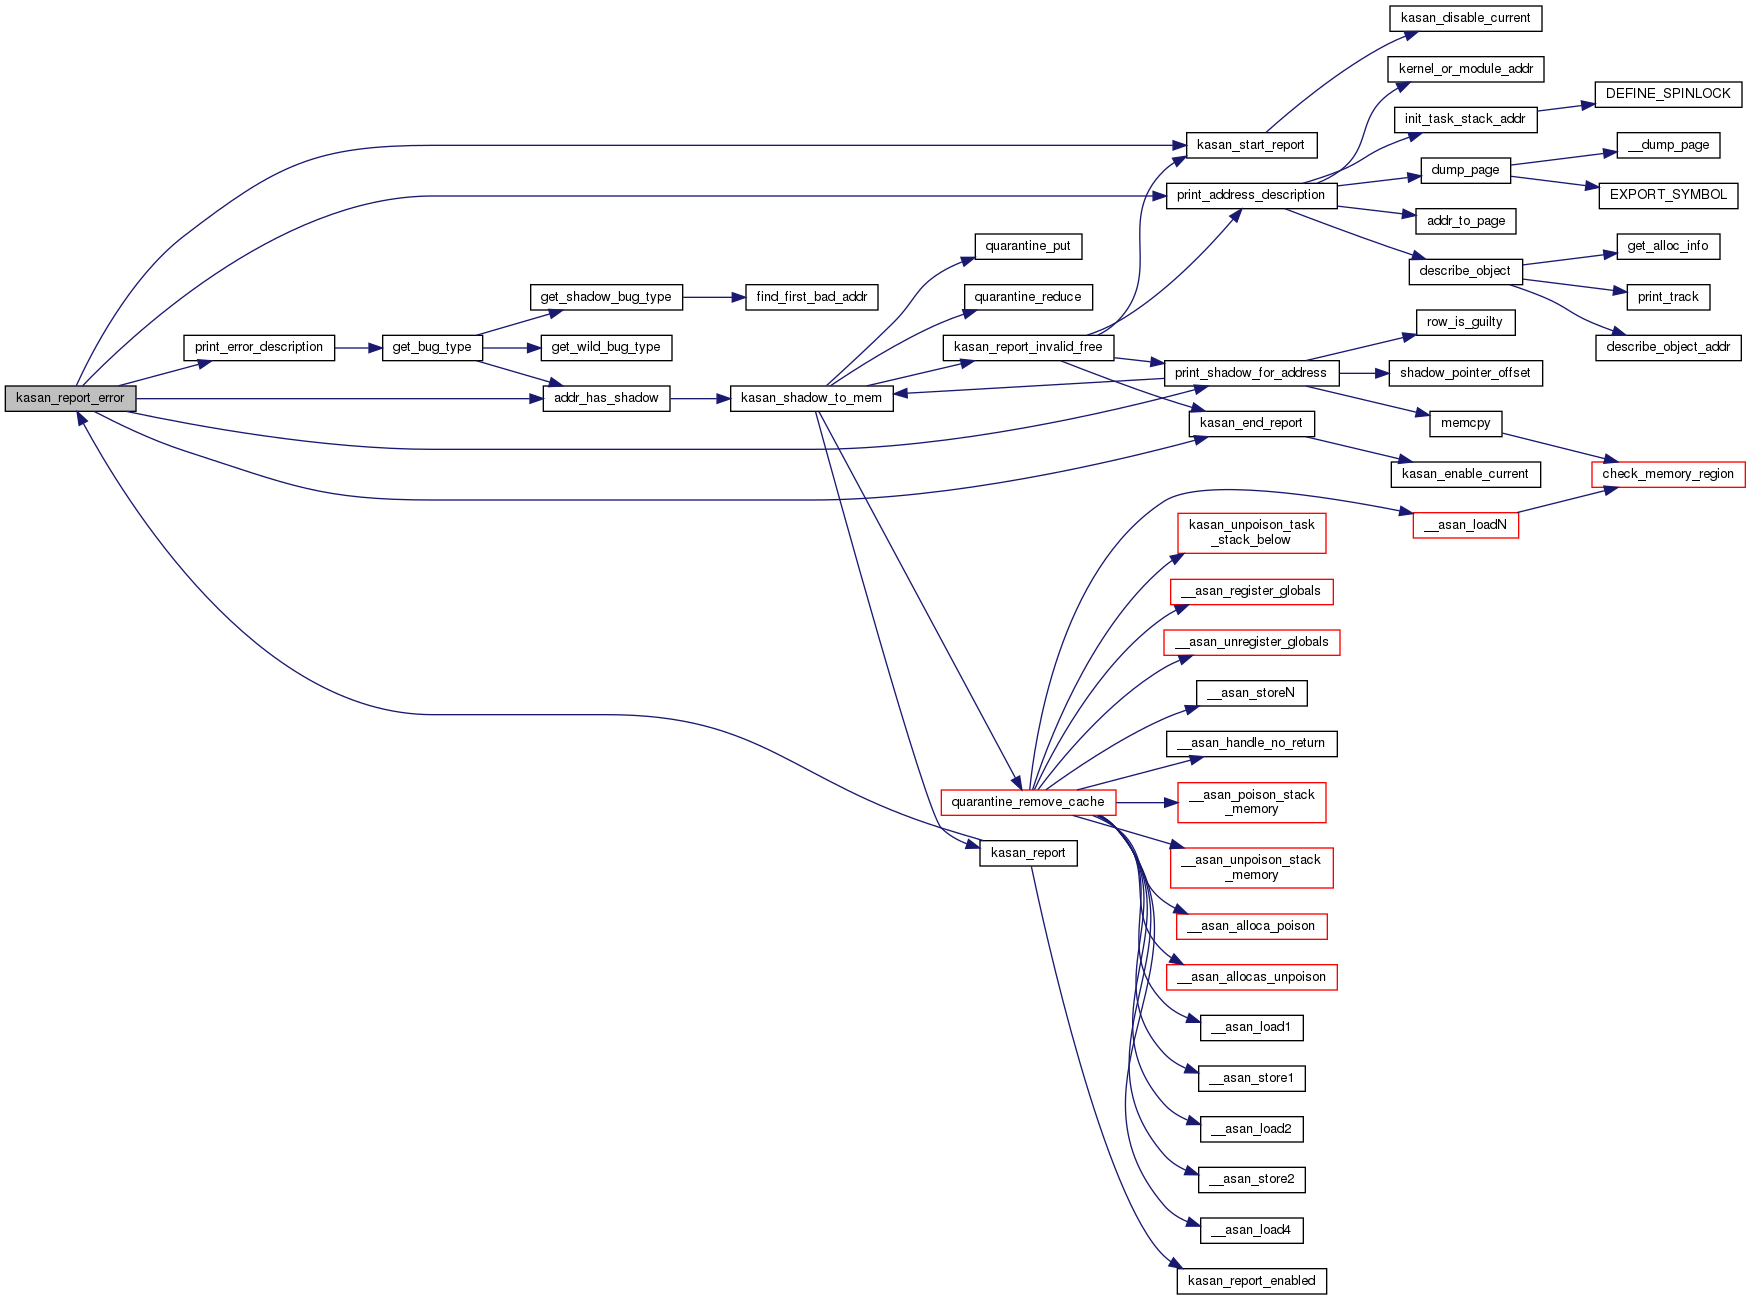 kasan_disable_current
kernel_or_module_addr
DEFINE_SPINLOCK
init_task_stack_addr
kasan_start_report
__dump_page
dump_page
print_address_description
EXPORT_SYMBOL
addr_to_page
quarantine_put
get_alloc_info
describe_object
get_shadow_bug_type
find_first_bad_addr
quarantine_reduce
print_track
row_is_guilty
print_error_description
get_bug_type
get_wild_bug_type
kasan_report_invalid_free
describe_object_addr
print_shadow_for_address
shadow_pointer_offset
kasan_report_error
addr_has_shadow
kasan_shadow_to_mem
kasan_end_report
memcpy
kasan_enable_current
check_memory_region
__asan_loadN
kasan_unpoison_task
_stack_below
__asan_register_globals
__asan_unregister_globals
__asan_storeN
__asan_handle_no_return
quarantine_remove_cache
__asan_poison_stack
_memory
kasan_report
__asan_unpoison_stack
_memory
__asan_alloca_poison
__asan_allocas_unpoison
__asan_load1
__asan_store1
__asan_load2
__asan_store2
__asan_load4
kasan_report_enabled